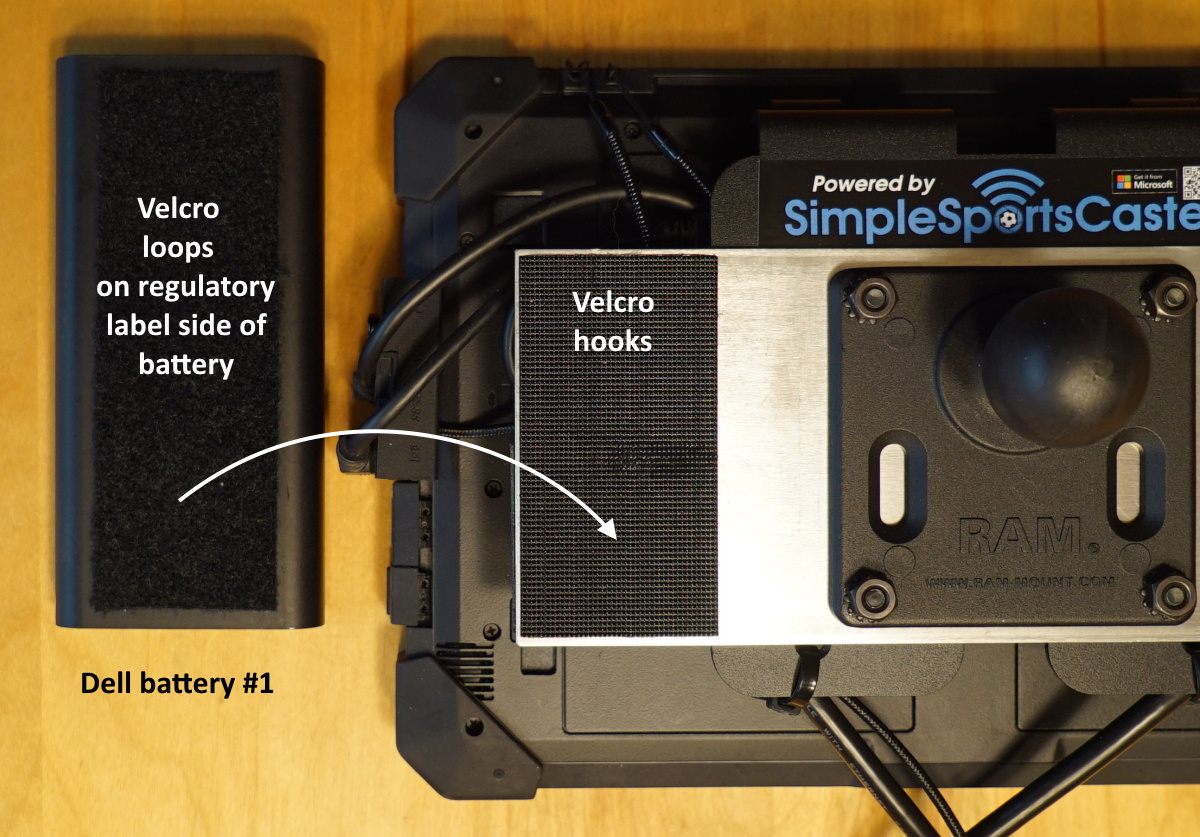 Velcro
loops
on regulatory
label side of
battery
Dell battery #1
Velcro
hooks
Powered by
SimpleSportsCaste
Get it from
Microsoft
RAM®
WWW.RAM-MOUNT.COM